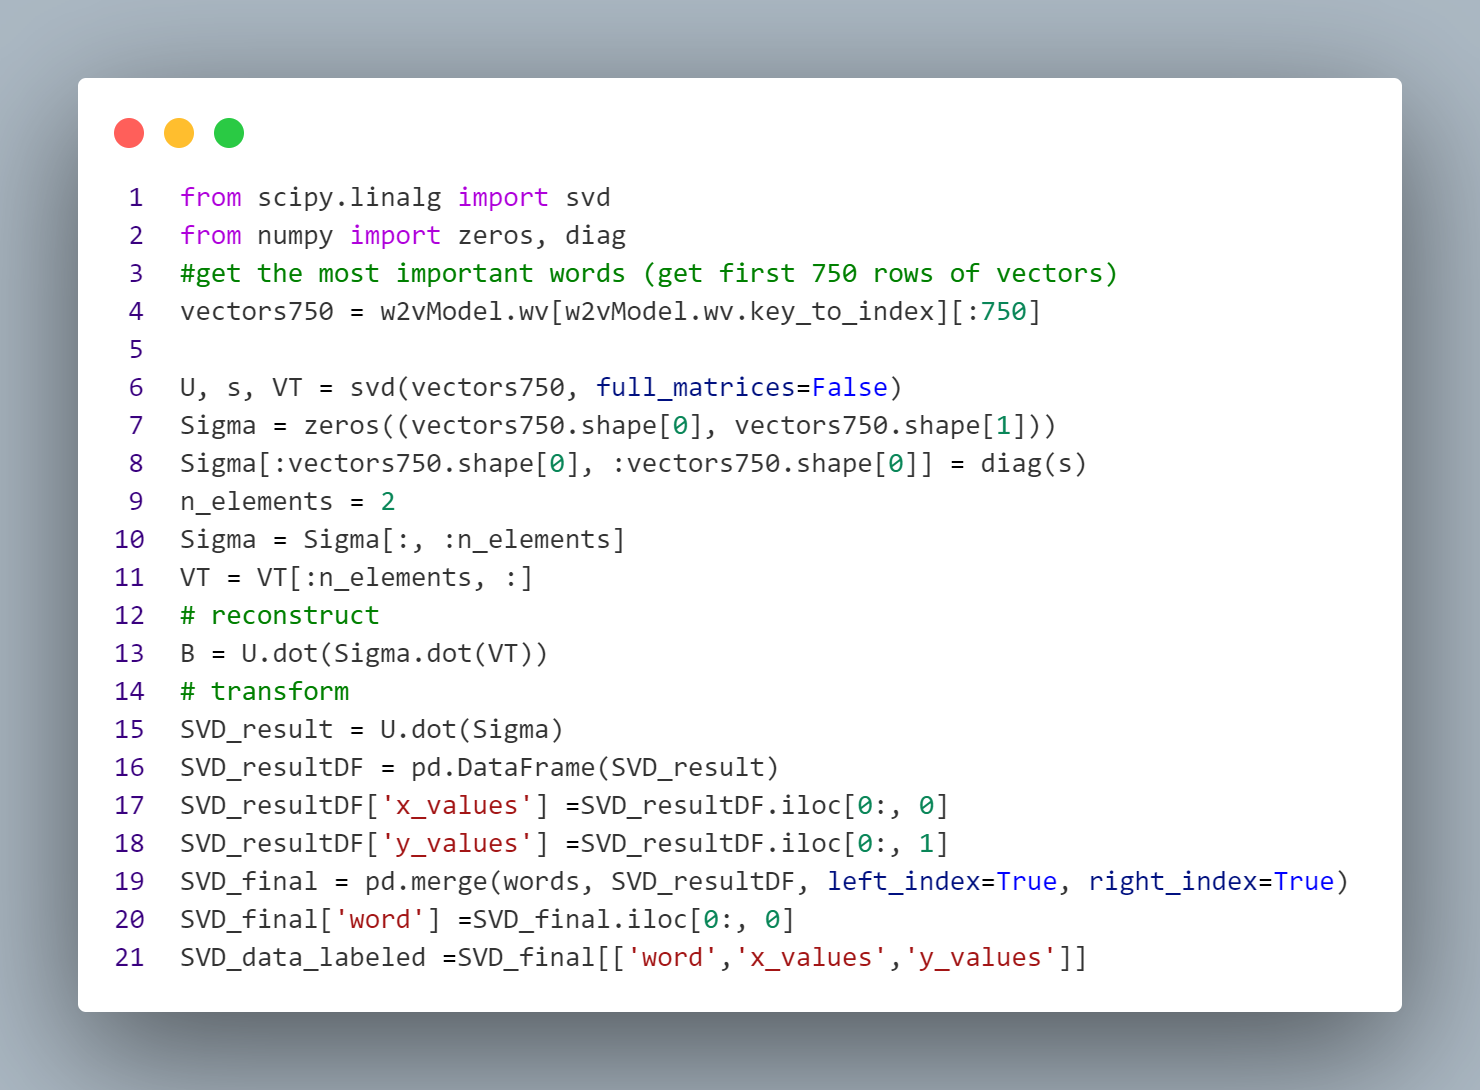 1 from scipy.linalg import svd
2 from numpy import zeros, diag
3 #get the most important words (get first 750 rows of vectors)
4 vectors750 = w2vModel.wv[w2vModel.wv.key_to_index][:750]
5
6 U, s, VT = svd(vectors750, full_matrices=False)
7 Sigma = zeros((vectors750.shape[0], vectors750.shape[1]))
8 Sigma[:vectors750.shape[0], :vectors750.shape[0]] = diag(s)
9 n_elements = 2
10 Sigma = Sigma[:, :n_elements]
11 VT = VT[:n_elements, :]
12 # reconstruct
13 B = U.dot(Sigma.dot(VT))
14 # transform
15 SVD_result = U.dot(Sigma)
16 SVD_resultDF = pd.DataFrame(SVD_result)
17 SVD_resultDF['x_values'] =SVD_resultDF.iloc[0:, 0]
18 SVD_resultDF['y_values'] =SVD_resultDF.iloc[0:, 1]
19 SVD_final = pd.merge(words, SVD_resultDF, left_index=True, right_index=True)
20 SVD_final['word'] =SVD_final.iloc[0:, 0]
21 SVD_data_labeled =SVD_final[['word','x_values','y_values']]